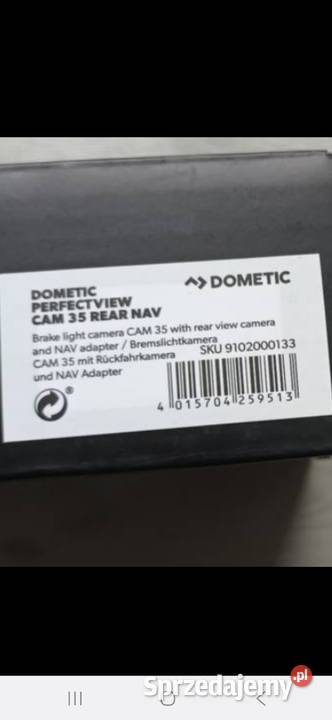 DOMETIC
PERFECTVIEW
CAM 35 REAR NAV
DOMETIC
Brake light camera CAM 35 with rear view camera
and NAV adapter / Bremslichtkamera
CAM 35 mit Rückfahrkamera
und NAV Adapter
SKU 9102000133
®
4 015704 259513
Sprzedajemy.pl